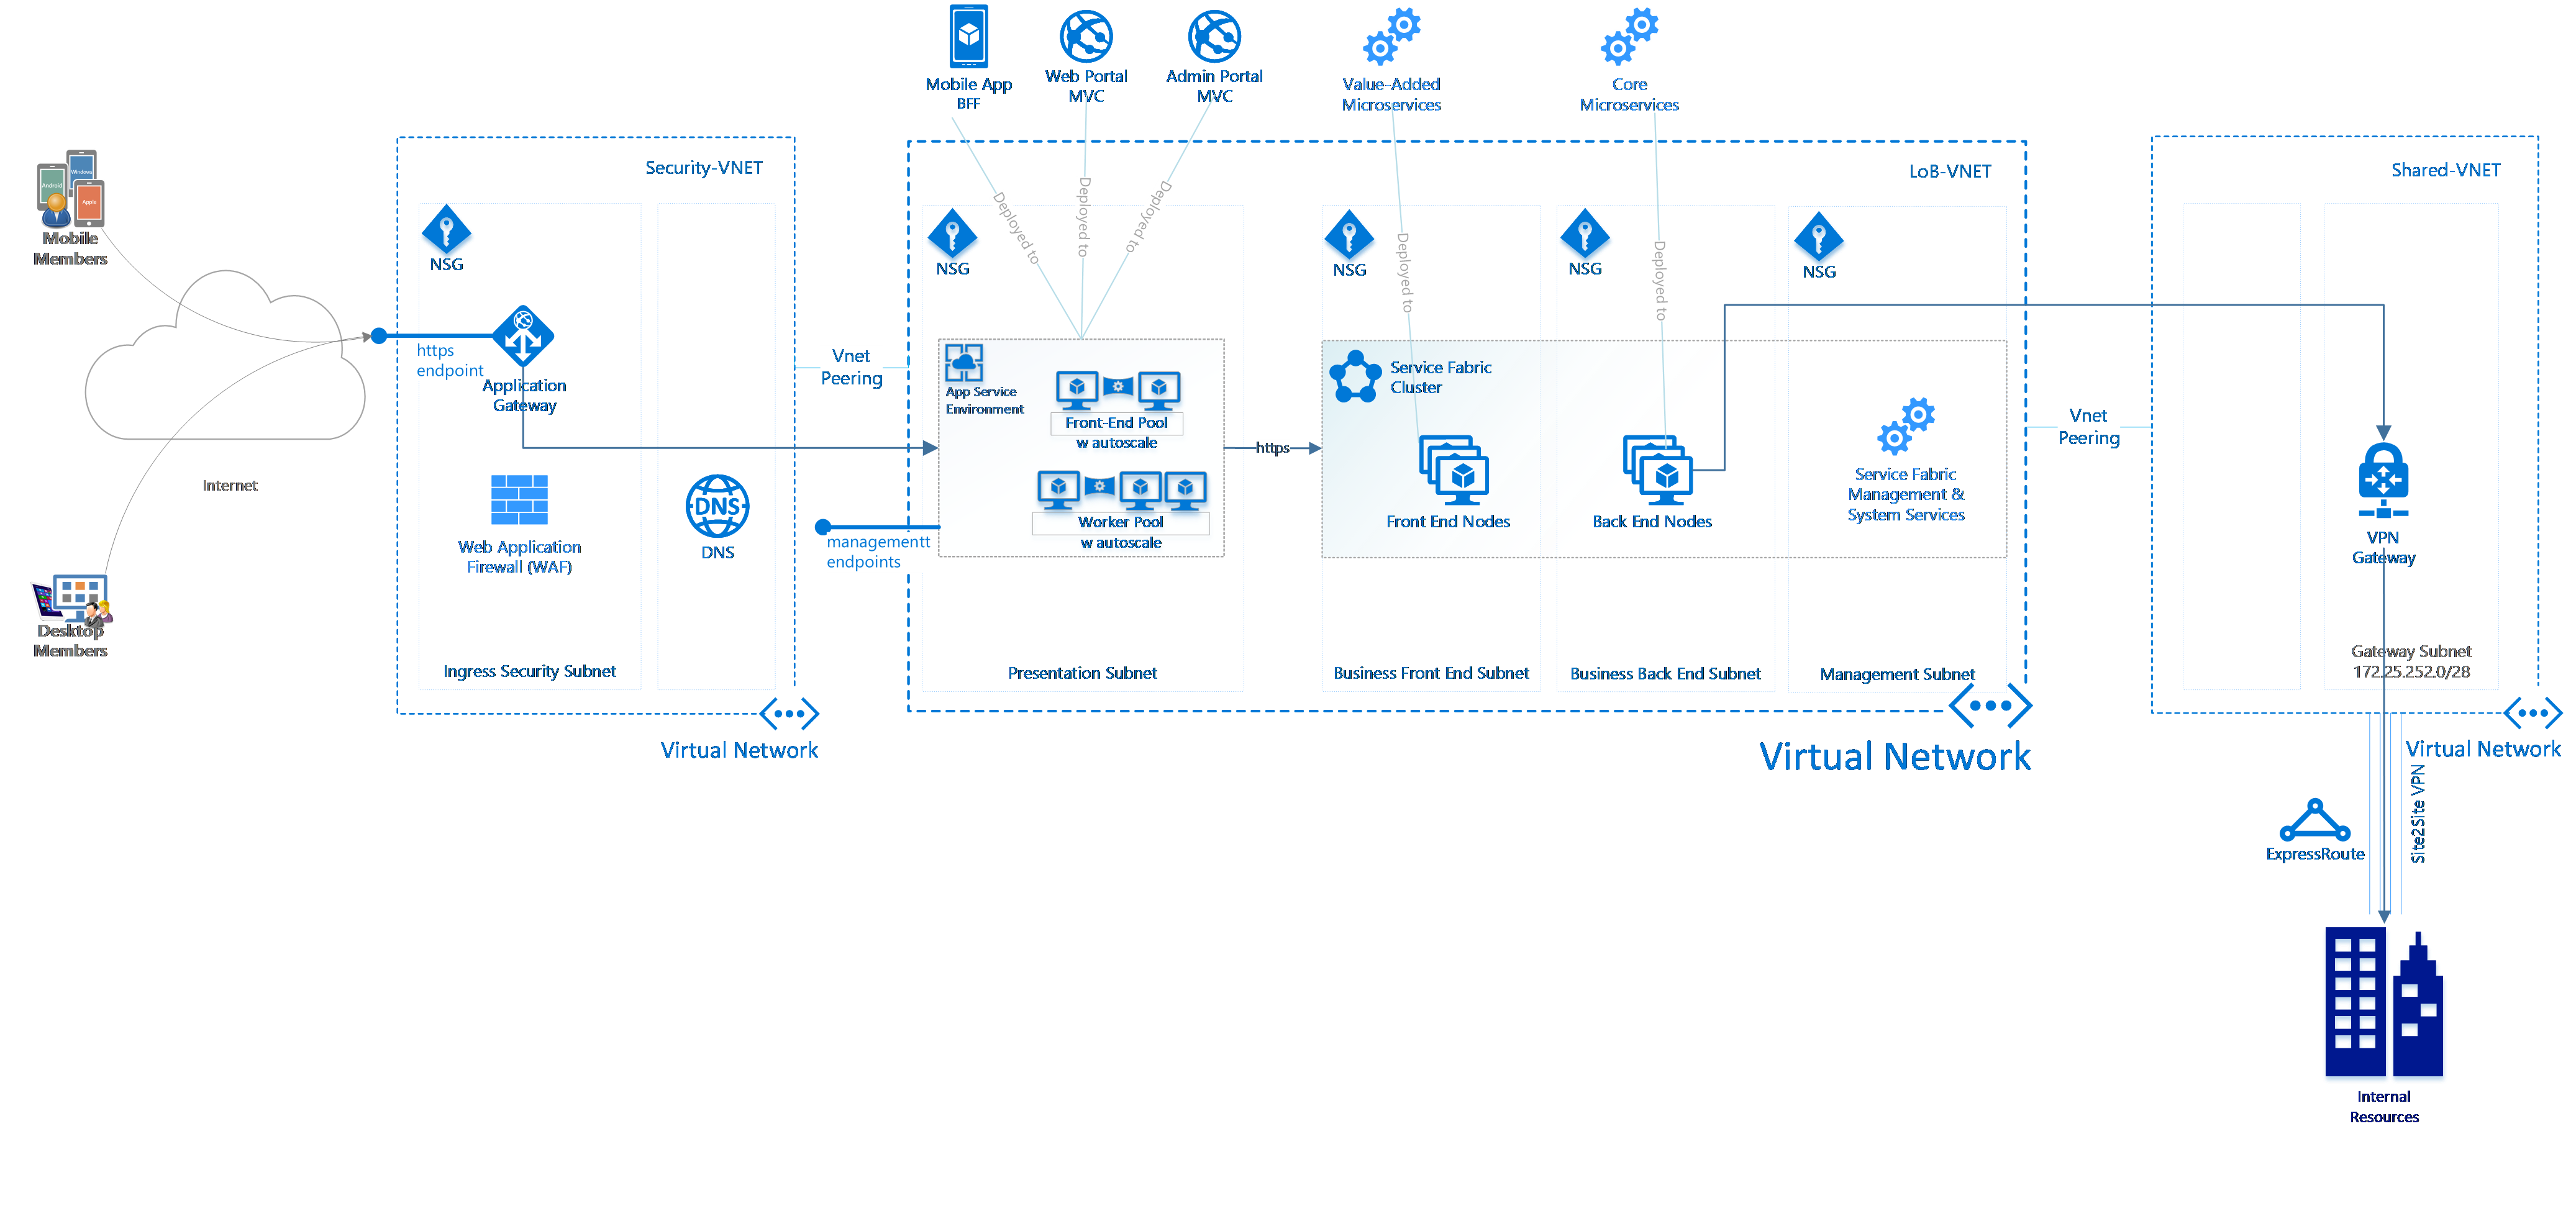 Mobile App
BFF
Web Portal
MVC
Admin Portal
MVC
Value-Added
Microservices
Core
Microservices
Android
Windows
Apple
Mobile
Members
Internet
Desktop
Members
Security-VNET
NSG
https
endpoint
Application
Gateway
Web Application
Firewall (WAF)
DNS
DNS
Ingress Security Subnet
Virtual Network
Vnet
Peering
managementt
endpoints
LoB-VNET
NSG
Deployed to
Deployed to
Deployed to
App Service
Environment
Front-End Pool
w autoscale
Worker Pool
w autoscale
Presentation Subnet
https
NSG
Deployed to
Service Fabric
Cluster
Front End Nodes
Business Front End Subnet
NSG
Deployed to
Back End Nodes
Business Back End Subnet
NSG
Service Fabric
Management &
System Services
Management Subnet
Virtual Network
Vnet
Peering
Shared-VNET
VPN
Gateway
Gateway Subnet
172.25.252.0/28
Virtual Network
Site2Site VPN
ExpressRoute
Internal
Resources